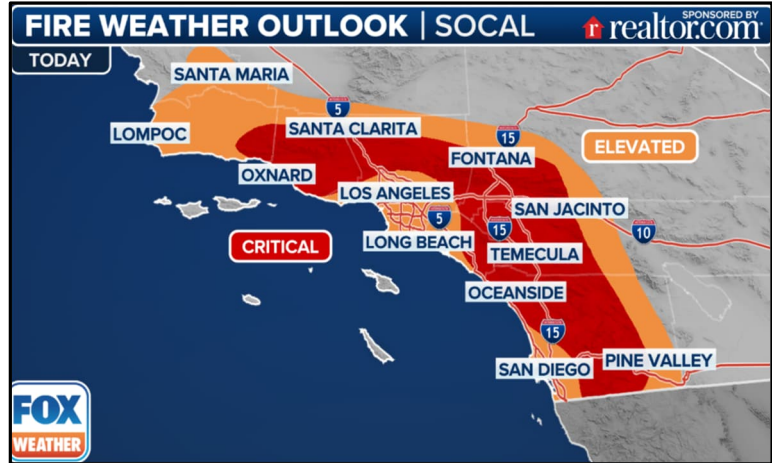 FIRE WEATHER OUTLOOK | SOCAL
SPONSORED BY
realtor.com
TODAY
SANTA MARIA
5
LOMPOC
SANTA CLARITA
15
ELEVATED
FONTANA
OXNARD
LOS ANGELES
SAN JACINTO
5
15
10
CRITICAL
LONG BEACH
TEMECULA
OCEANSIDE
15
SAN DIEGO
PINE VALLEY
FOX
WEATHER